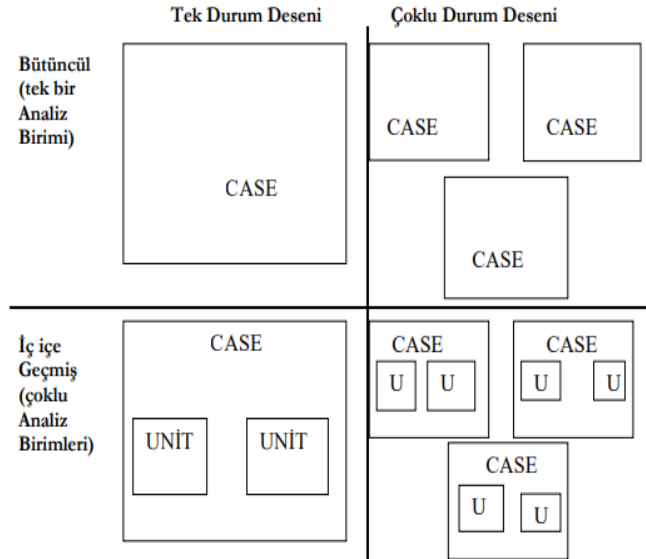 Tek Durum Deseni
Çoklu Durum Deseni
Bütüncül
(tek bir
Analiz
Birimi)
CASE
CASE
CASE
CASE
İç içe
Geçmiş
(çoklu
Analiz
Birimleri)
CASE
UNİT
UNİT
CASE
U
U
CASE
U
U
CASE
U
U